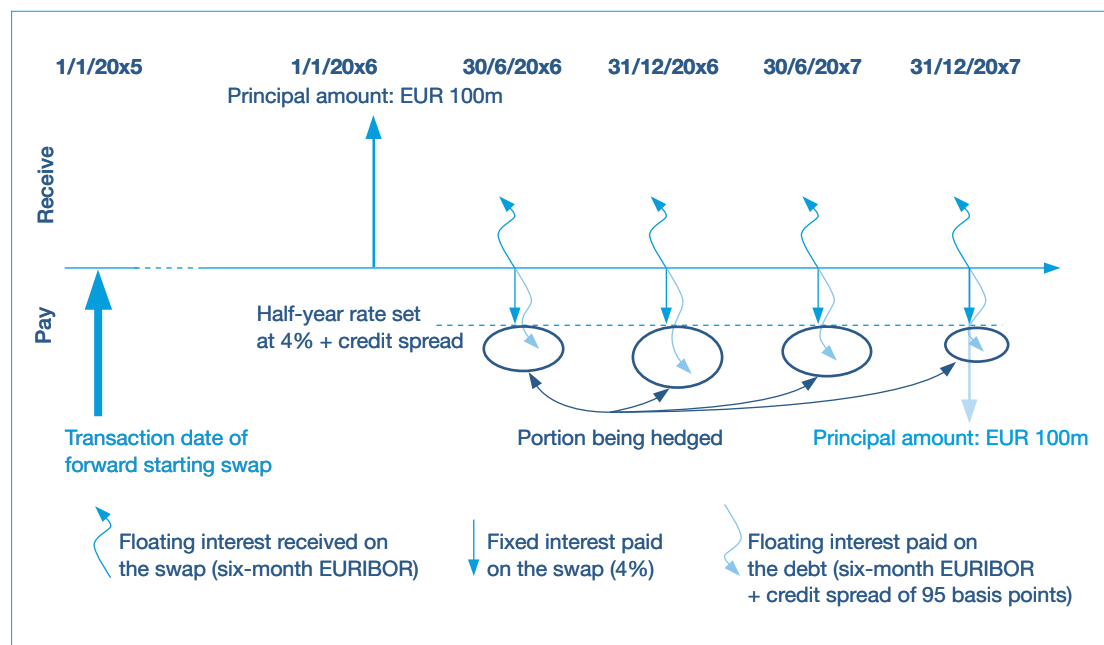 1/1/20x5
1/1/20x6
30/6/20x6
31/12/20x6
30/6/20x7
31/12/20x7
Principal amount: EUR 100m
Receive
Pay
Half-year rate set
at 4% + credit spread
Transaction date of
forward starting swap
Portion being hedged
Principal amount: EUR 100m
Floating interest received on
the swap (six-month EURIBOR)
Fixed interest paid
on the swap (4%)
Floating interest paid on
the debt (six-month EURIBOR
+ credit spread of 95 basis points)